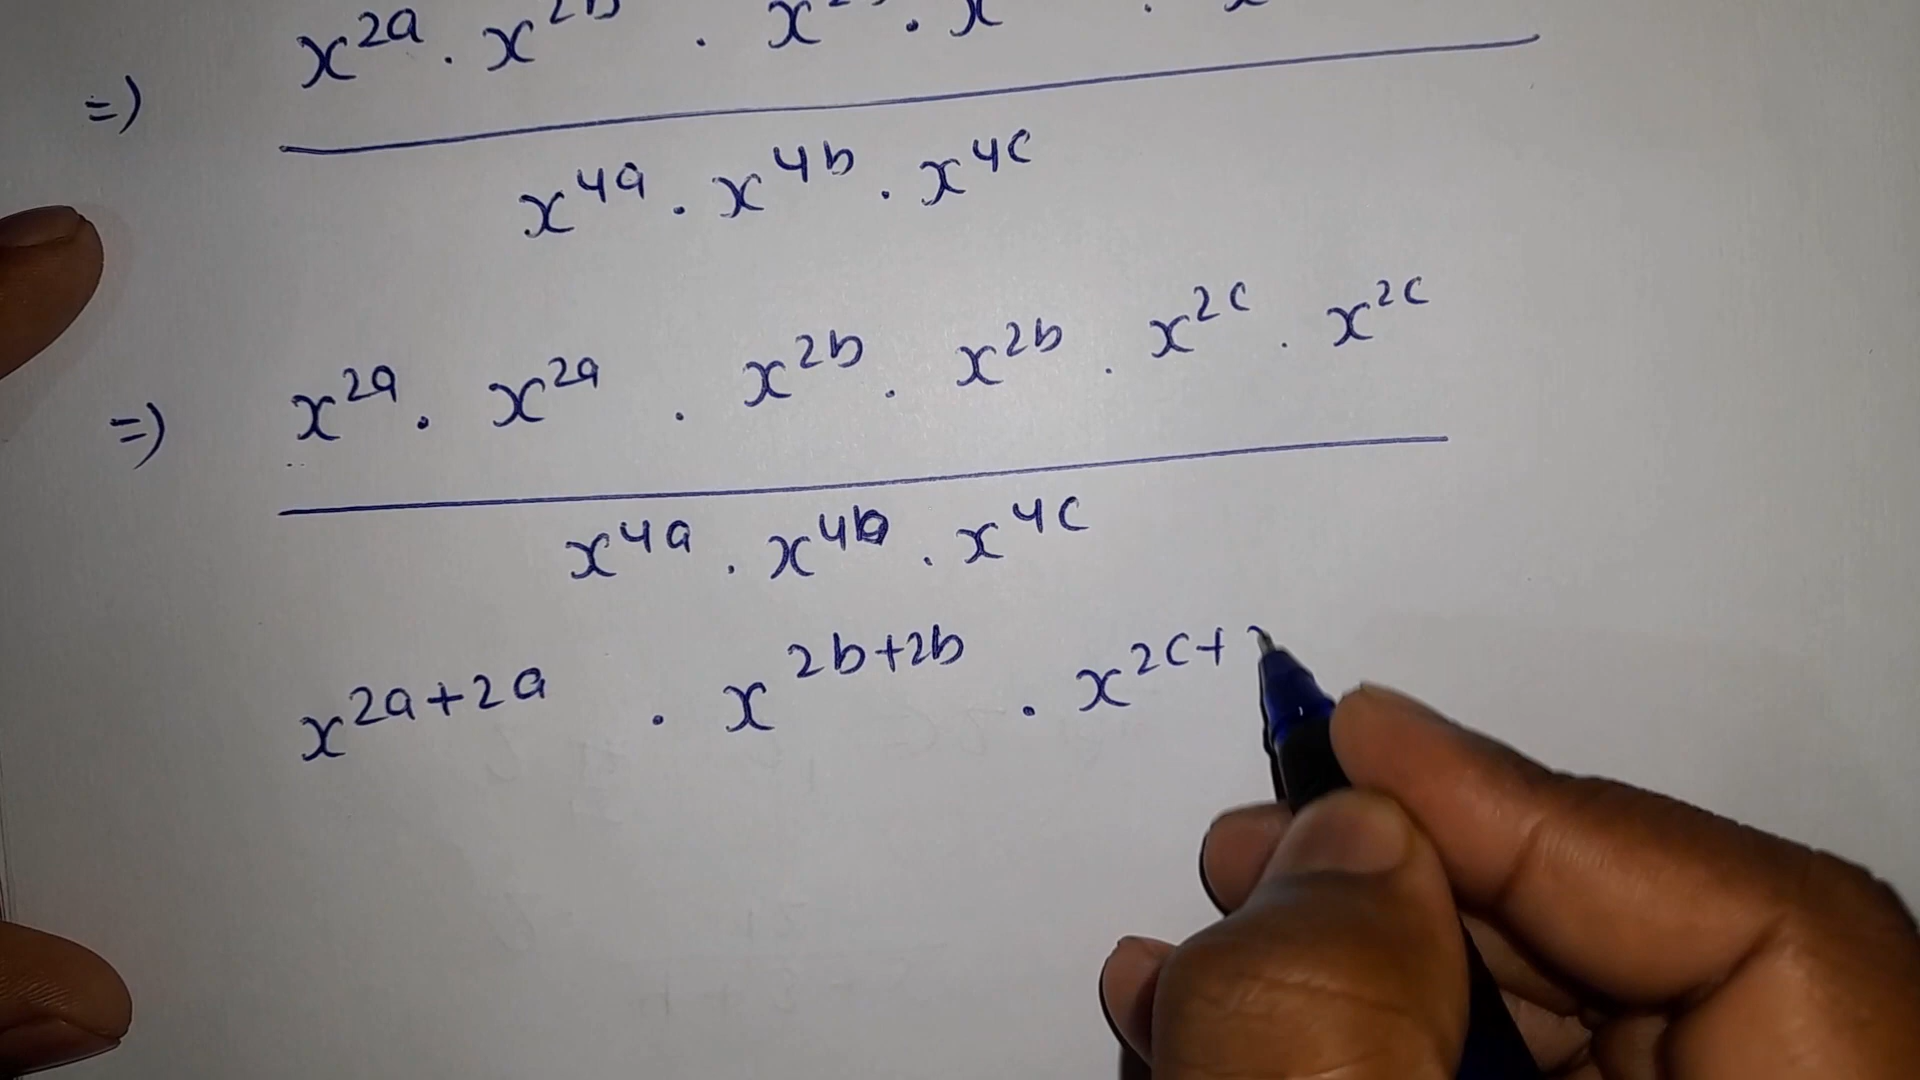 =) x^2a . x^2b . x . x
x^4a . x^4b . x^4c
=) x^2a . x^2a . x^2b . x^2b . x^2c . x^2c
x^4a . x^4b . x^4c
x^2a+2a . x^2b+2b . x^2c+